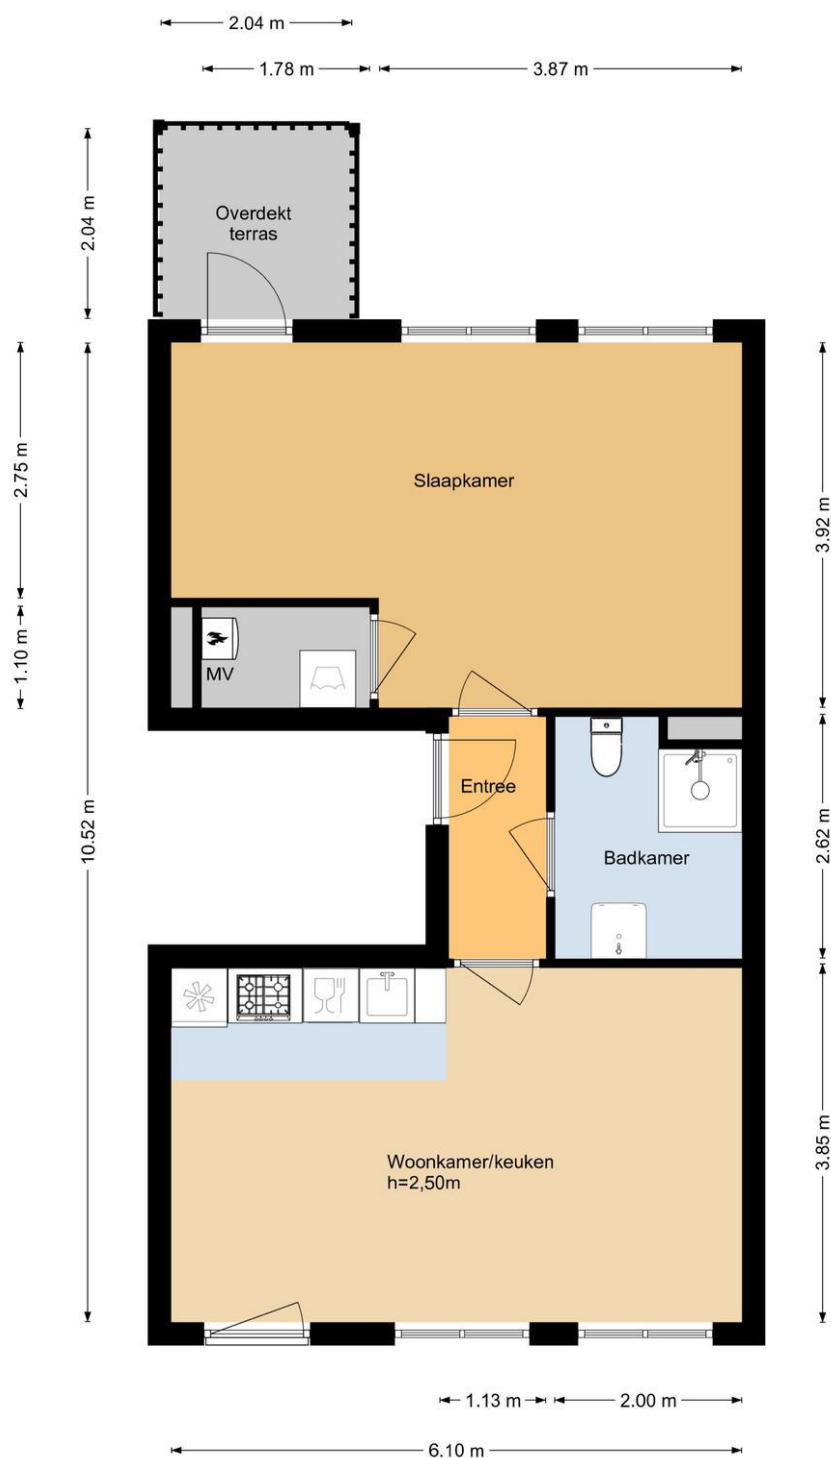 2.04 m
1.78 m
3.87 m
2.04 m
Overdekt
terras
2.75 m
3.92 m
Slaapkamer
1.10 m
MV
10.52 m
Entree
2.62 m
Badkamer
3.85 m
Woonkamer/keuken
h=2,50m
1.13 m
2.00 m
6.10 m